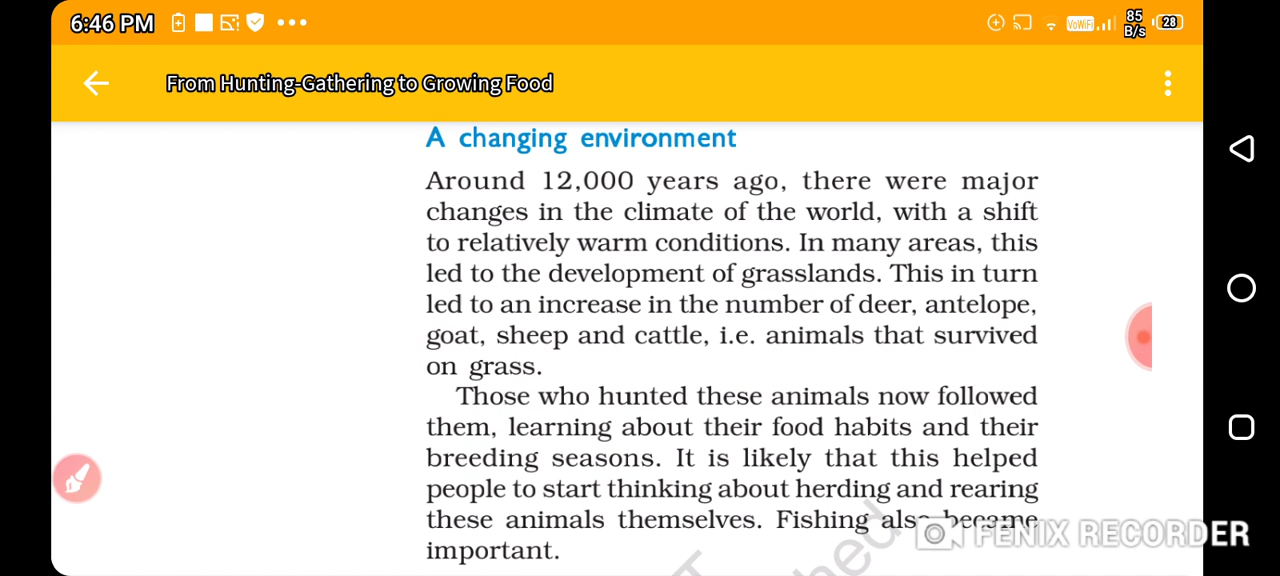 6:46 PM
VoWiFi
85
B/s
28
From Hunting-Gathering to Growing Food
A changing environment
Around 12,000 years ago, there were major
changes in the climate of the world, with a shift
to relatively warm conditions. In many areas, this
led to the development of grasslands. This in turn
led to an increase in the number of deer, antelope,
goat, sheep and cattle, i.e. animals that survived
on grass.
Those who hunted these animals now followed
them, learning about their food habits and their
breeding seasons. It is likely that this helped
people to start thinking about herding and rearing
these animals themselves. Fishing also became
important.
FENIX RECORDER